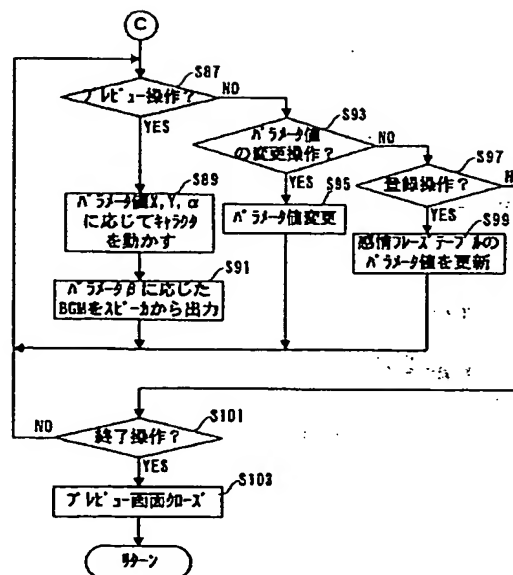 C
S87
プレビュー操作?
NO
YES
S93
パラメータ値
の変更操作?
NO
YES
S97
登録操作?
YES
S89
パラメータ値X, Y, α
に応じてキャラクタ
を動かす
S95
パラメータ値変更
S99
感情フレーズテーブルの
パラメータ値を更新
S91
パラメータβに応じた
BGMをスピーカから出力
S101
終了操作?
NO
YES
S103
プレビュー画面クローズ
リターン